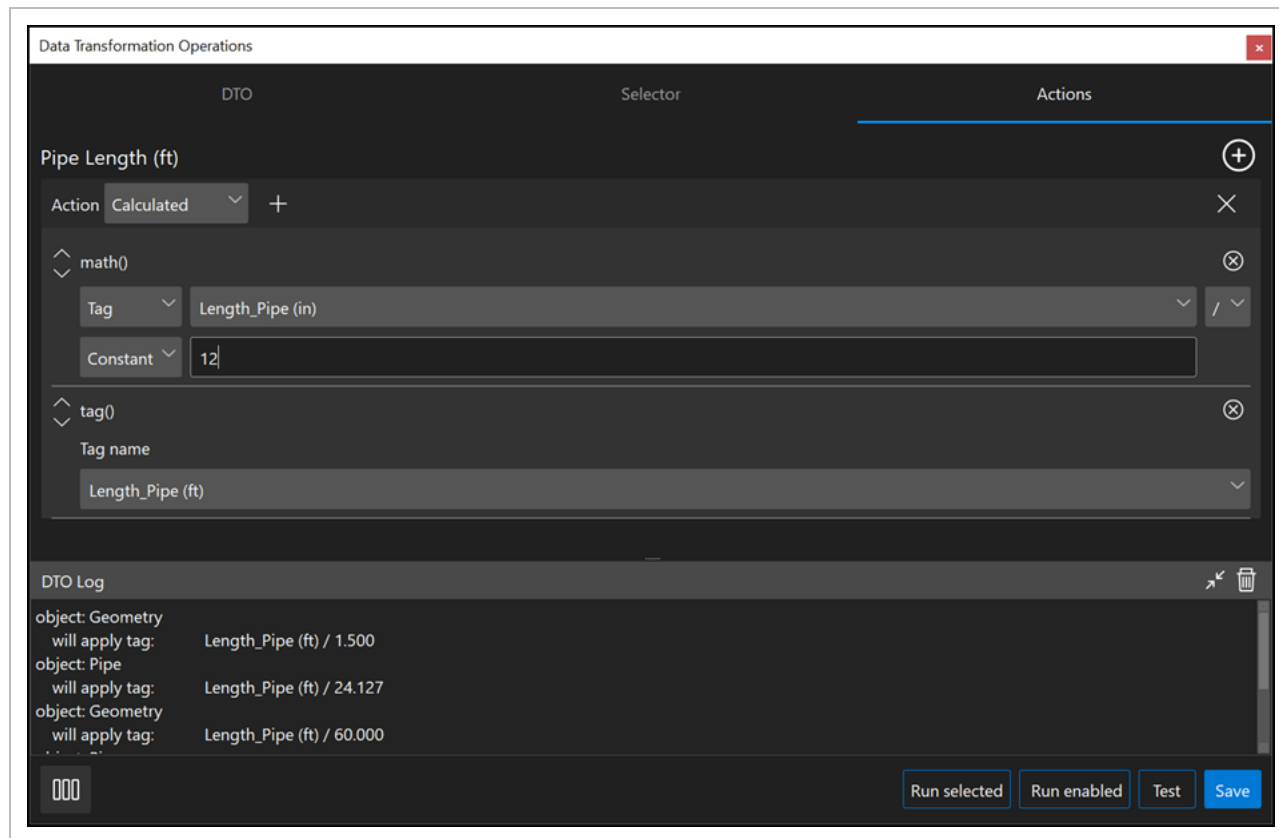 Data Transformation Operations
DTO Selector Actions
Pipe Length (ft)
Action Calculated
math()
Tag Length_Pipe (in) /
Constant 12
tag()
Tag name
Length_Pipe (ft)
DTO Log
object: Geometry
will apply tag: Length_Pipe (ft) / 1.500
object: Pipe
will apply tag: Length_Pipe (ft) / 24.127
object: Geometry
will apply tag: Length_Pipe (ft) / 60.000
Run selected Run enabled Test Save